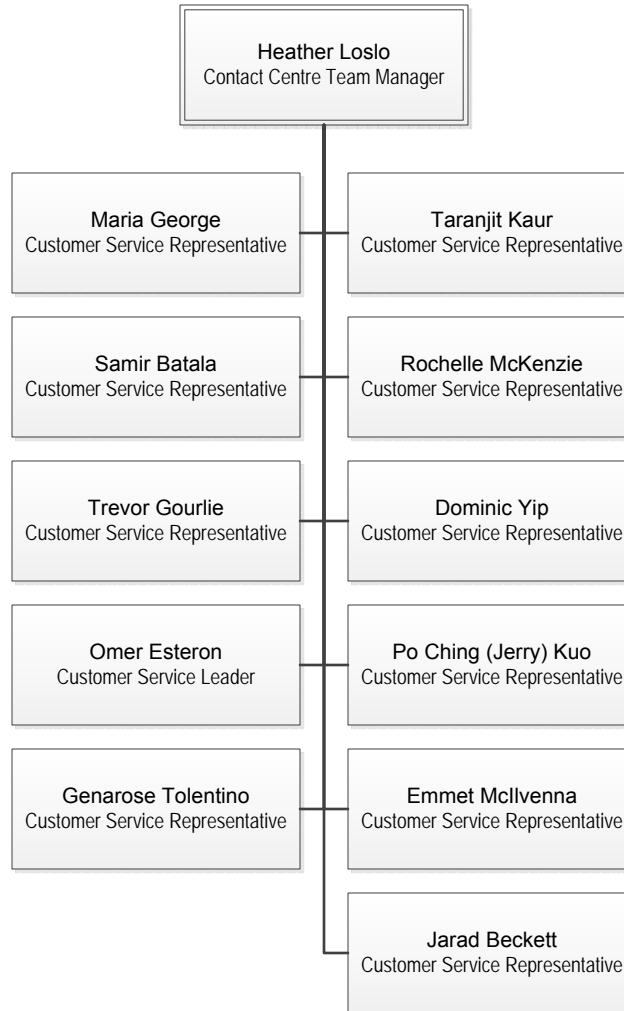 Heather Loslo
Contact Centre Team Manager
Maria George
Customer Service Representative
Taranjit Kaur
Customer Service Representative
Samir Batala
Customer Service Representative
Rochelle McKenzie
Customer Service Representative
Trevor Gourlie
Customer Service Representative
Dominic Yip
Customer Service Representative
Omer Esteron
Customer Service Leader
Po Ching (Jerry) Kuo
Customer Service Representative
Genarose Tolentino
Customer Service Representative
Emmet McIlvenna
Customer Service Representative
Jarad Beckett
Customer Service Representative